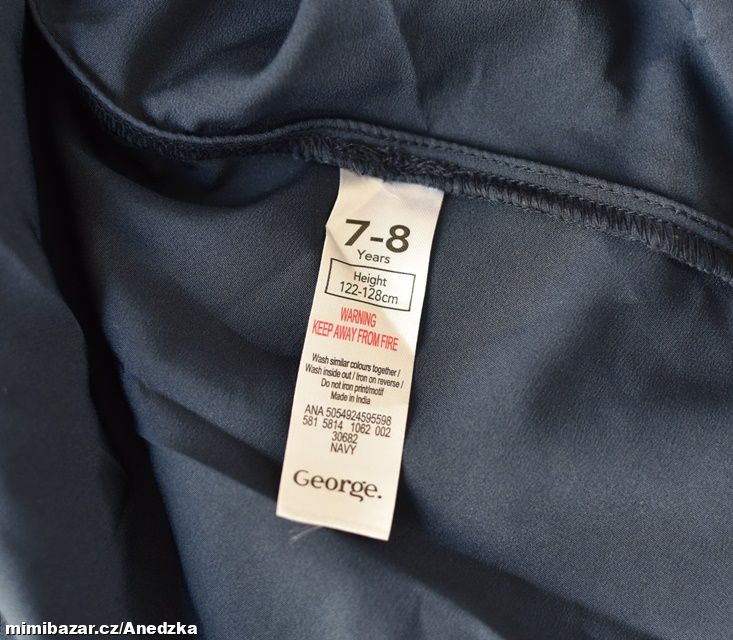 7-8
Years
Height
122-128cm
WARNING
KEEP AWAY FROM FIRE
Wash similar colours together /
Wash inside out / Iron on reverse /
Do not iron print/motif
Made in India
ANA 5054924595598
581 5814 1062 002
30682
NAVY
George.
mimibazar.cz/Anedzka